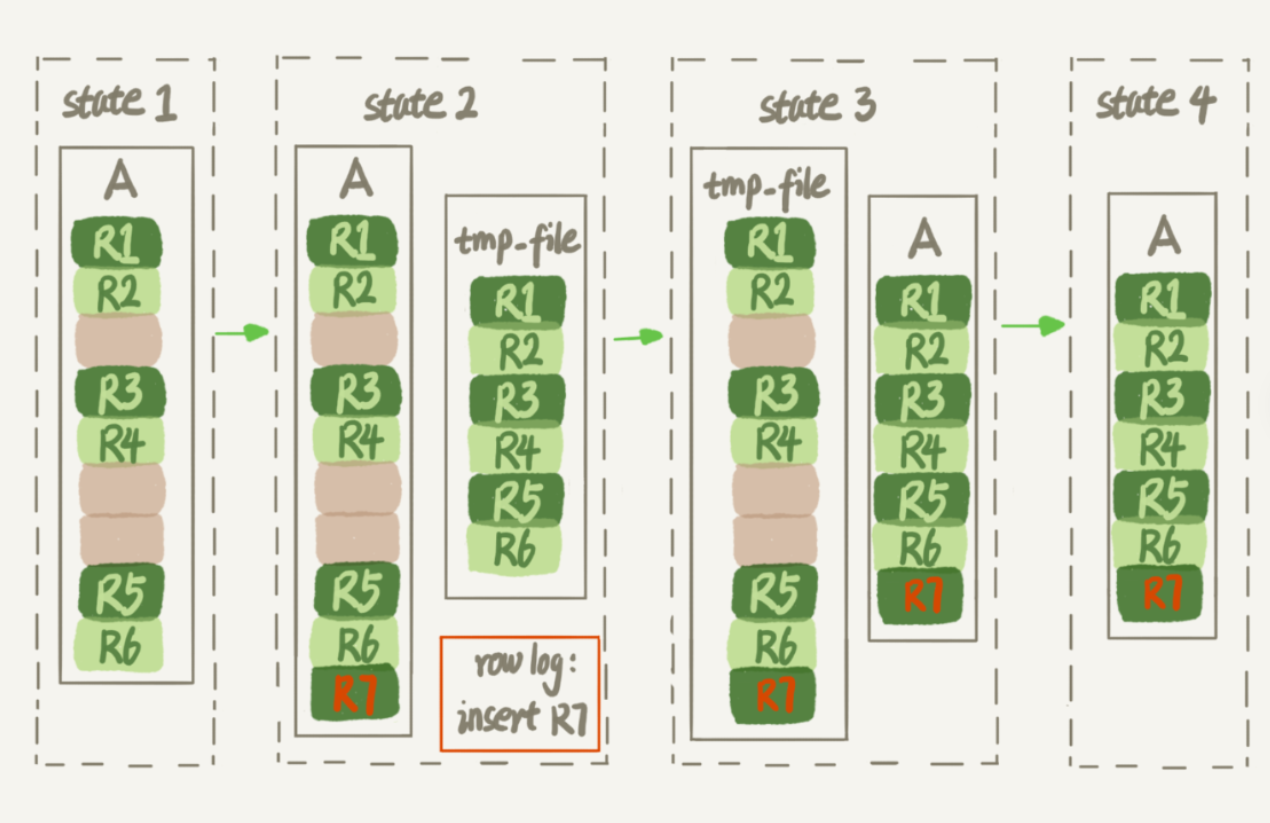 state 1
A
R1
R2
R3
R4
R5
R6
state 2
A
R1
R2
R3
R4
R5
R6
R7
tmp-file
R1
R2
R3
R4
R5
R6
row log:
insert R7
state 3
tmp-file
R1
R2
R3
R4
R5
R6
R7
A
R1
R2
R3
R4
R5
R6
R7
state 4
A
R1
R2
R3
R4
R5
R6
R7